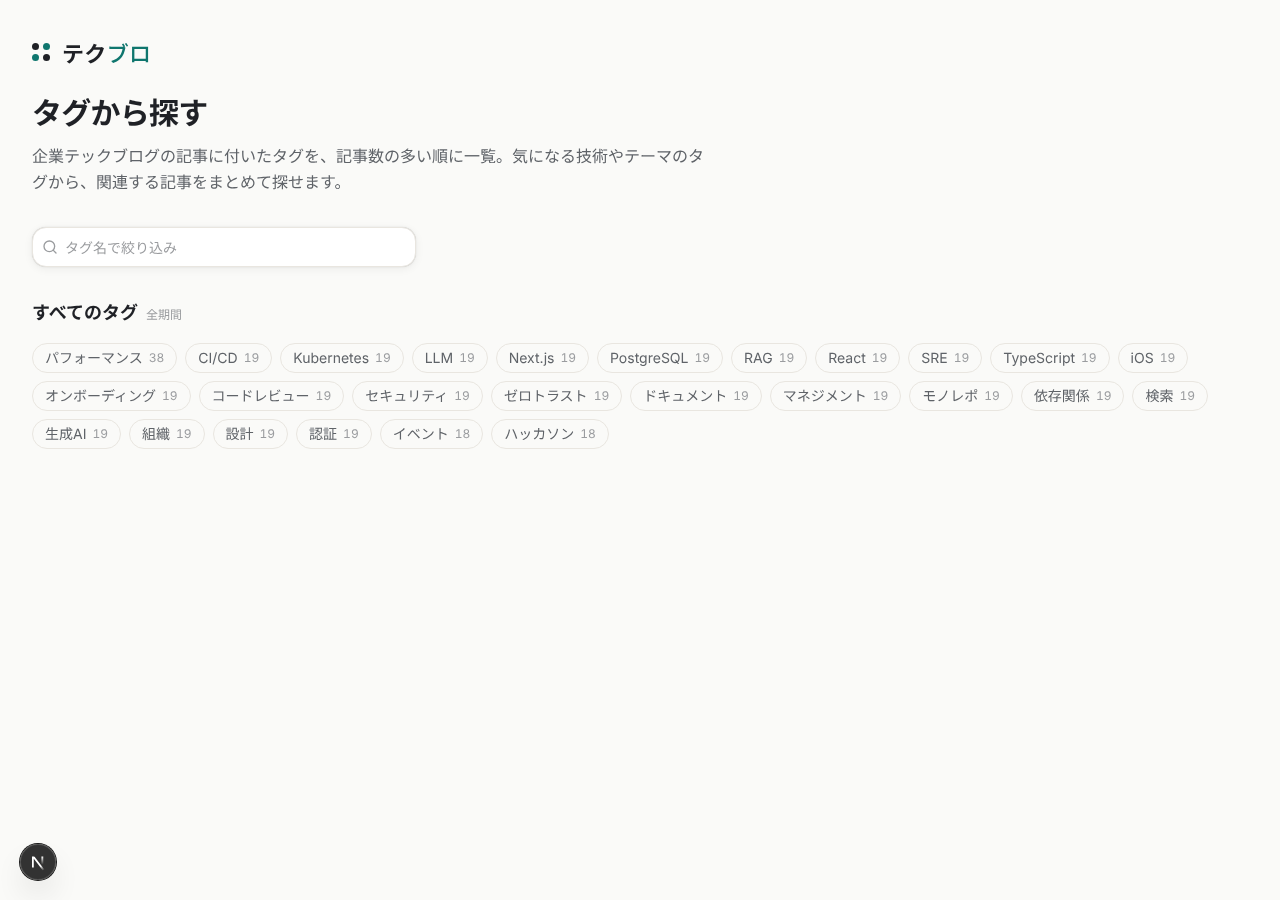 テクブロ
タグから探す
企業テックブログの記事に付いたタグを、記事数の多い順に一覧。気になる技術やテーマのタ
グから、関連する記事をまとめて探せます。
タグ名で絞り込み
すべてのタグ 全期間
パフォーマンス 38 CI/CD 19 Kubernetes 19 LLM 19 Next.js 19 PostgreSQL 19 RAG 19 React 19 SRE 19 TypeScript 19 iOS 19
オンボーディング 19 コードレビュー 19 セキュリティ 19 ゼロトラスト 19 ドキュメント 19 マネジメント 19 モノレポ 19 依存関係 19 検索 19
生成AI 19 組織 19 設計 19 認証 19 イベント 18 ハッカソン 18
N